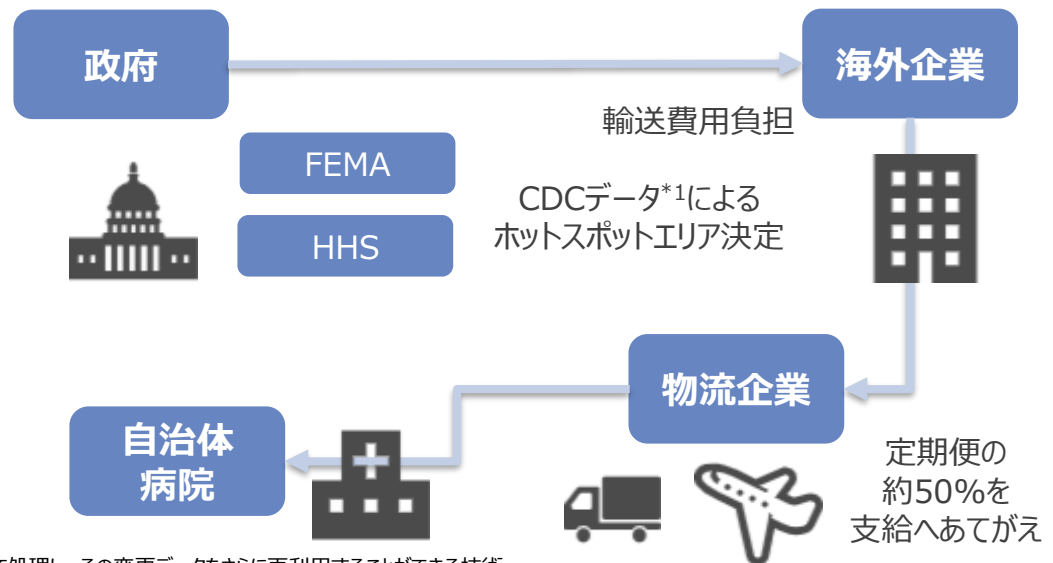 政府
海外企業
輸送費用負担
FEMA
CDCデータ*1による
ホットスポットエリア決定
HHS
物流企業
自治体
病院
定期便の
約50%を
支給へあてがえ